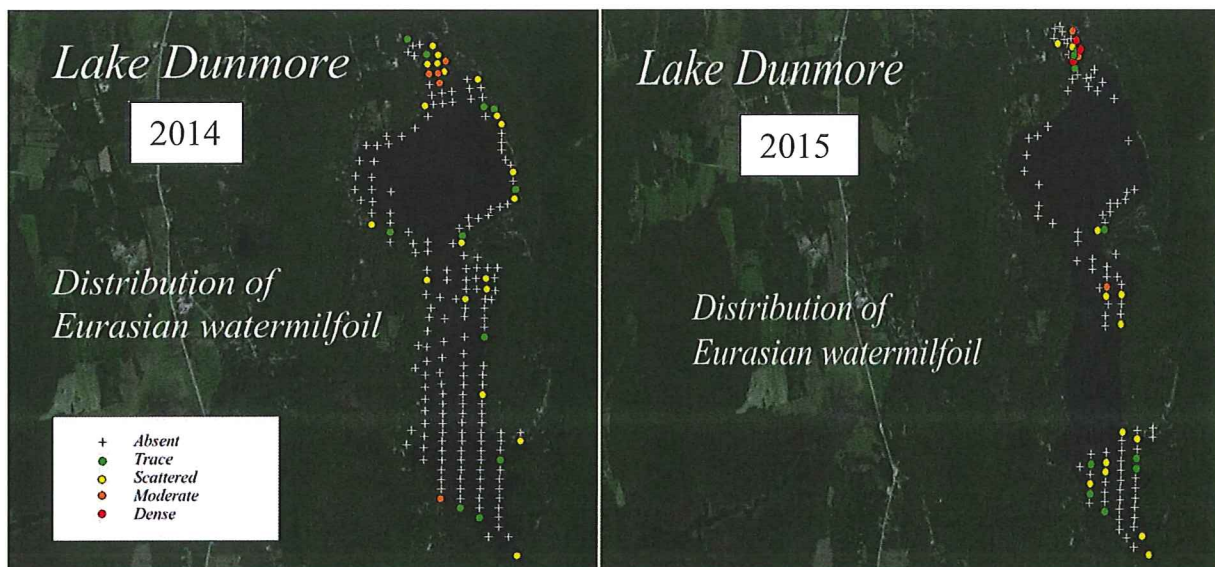 Lake Dunmore
2014
Distribution of
Eurasian watermilfoil
Absent
Trace
Scattered
Moderate
Dense
Lake Dunmore
2015
Distribution of
Eurasian watermilfoil